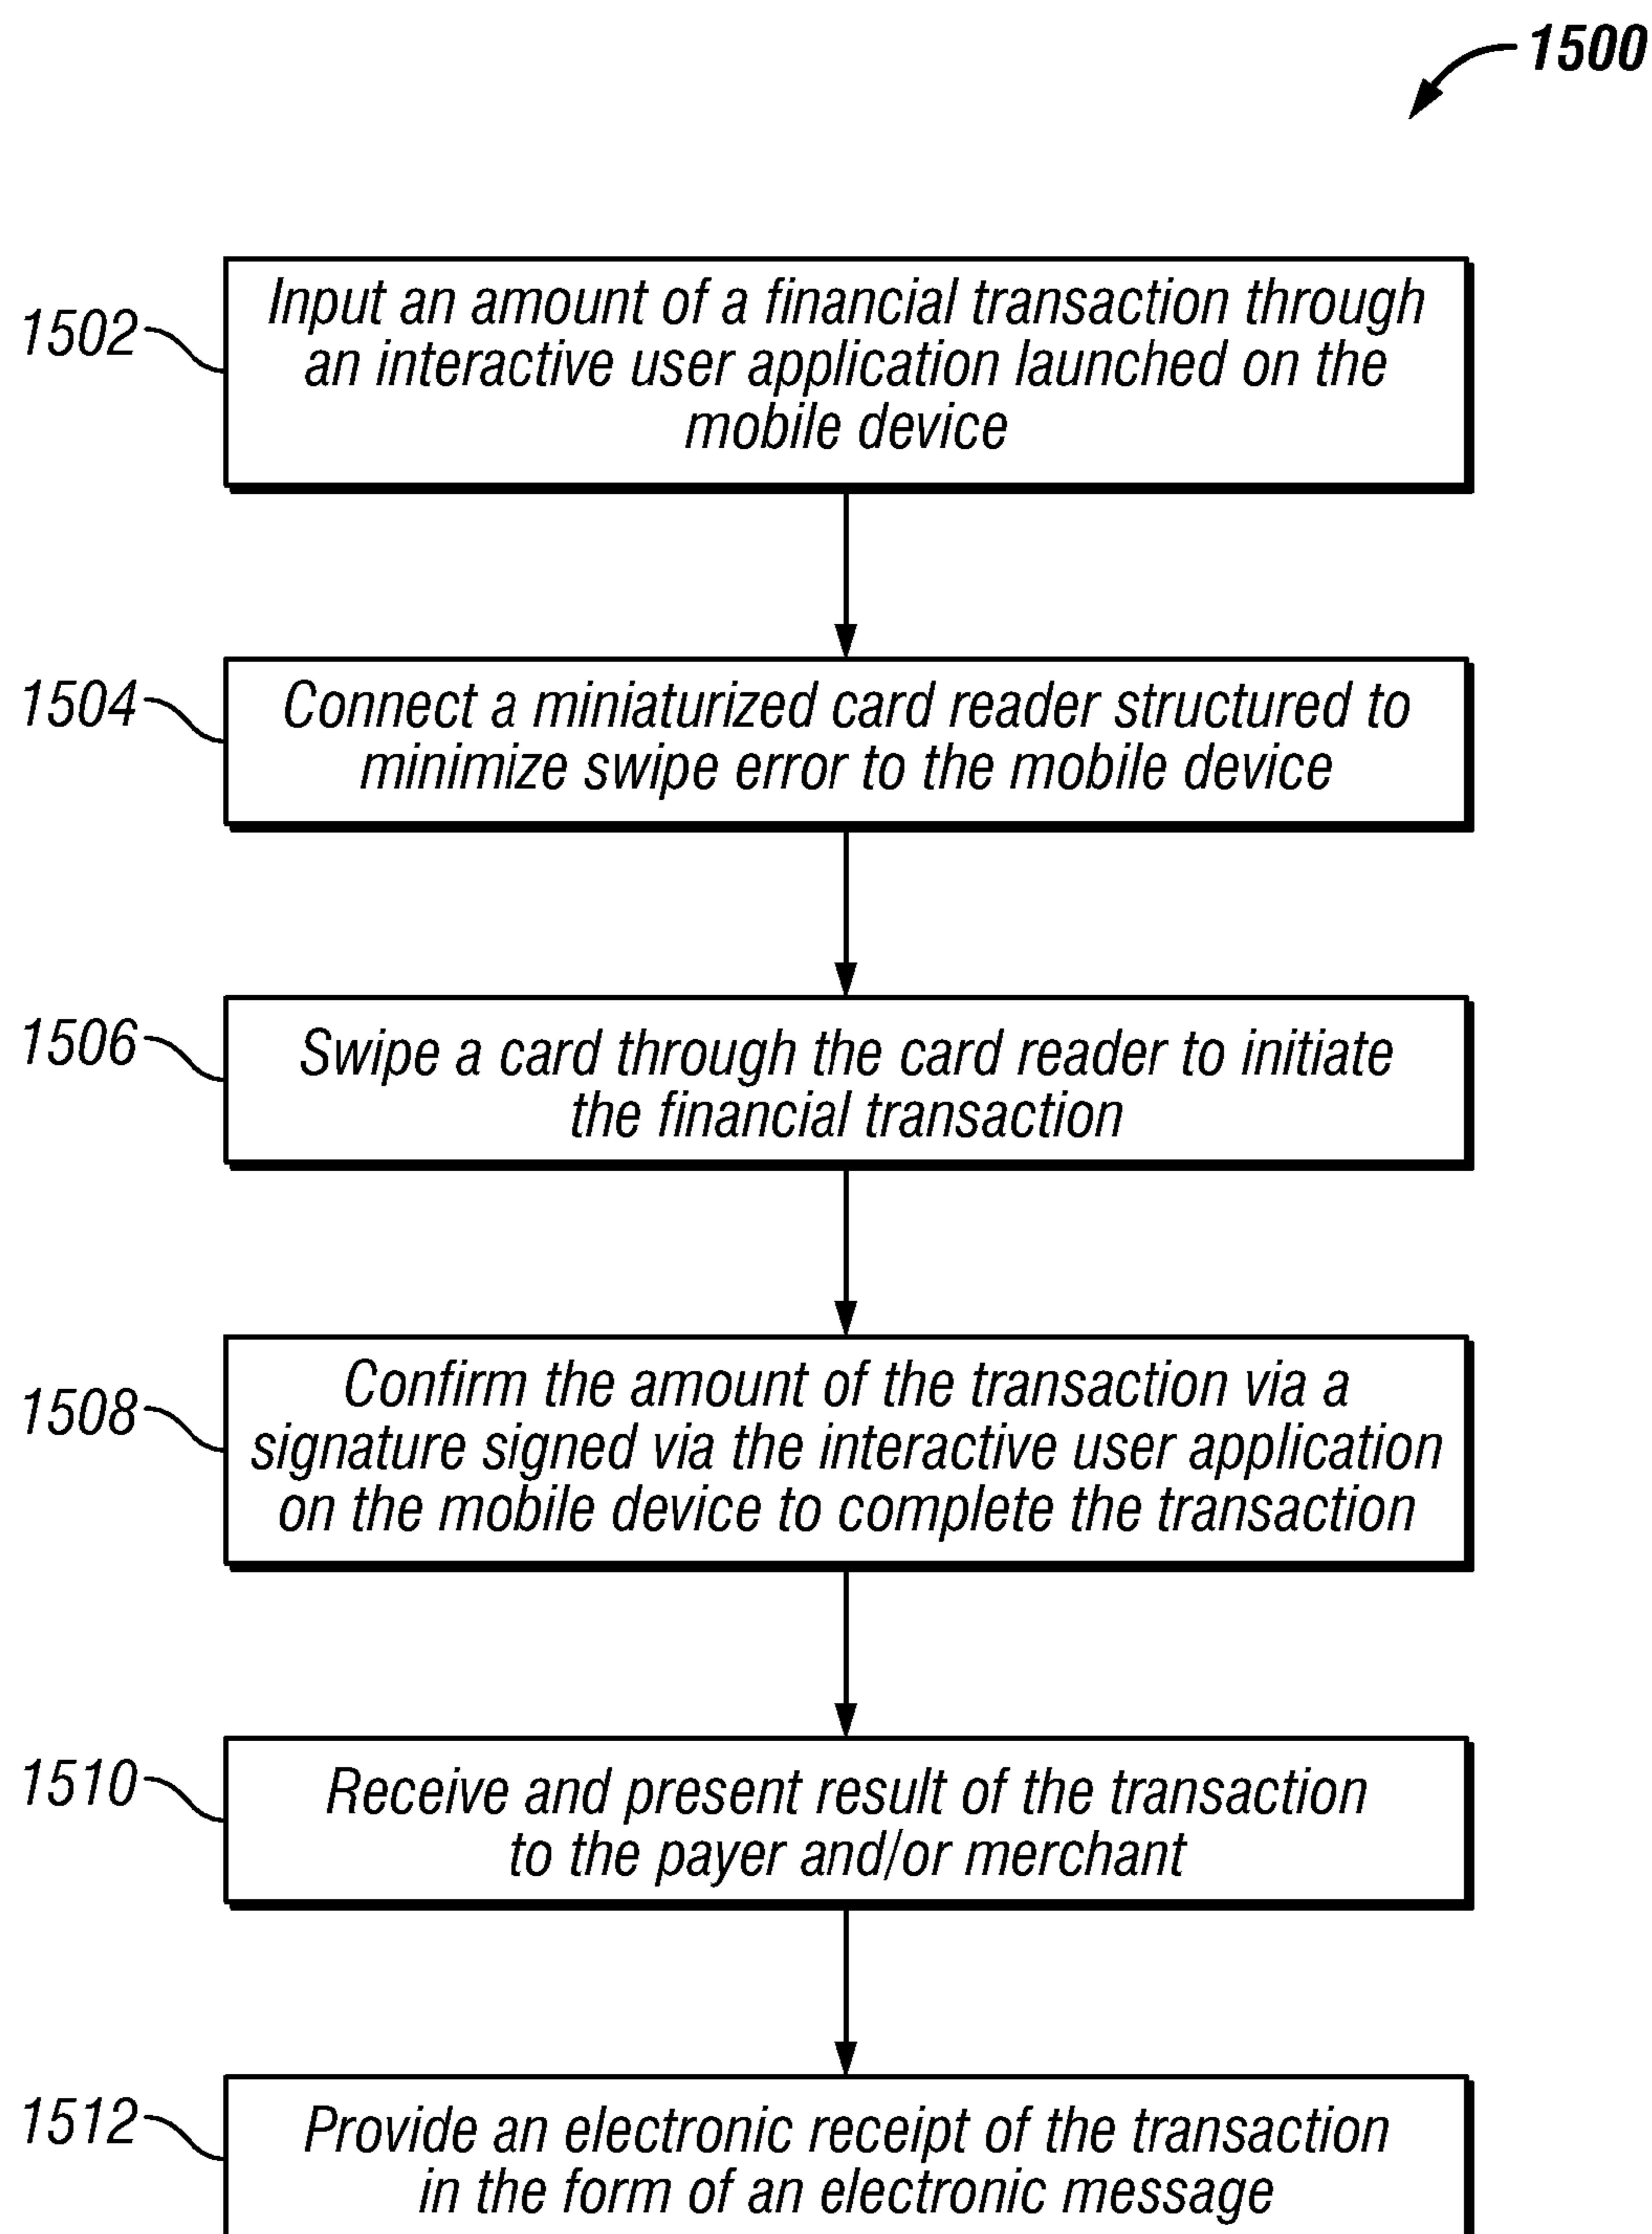 1500
1502
Input an amount of a financial transaction through
an interactive user application launched on the
mobile device
1504
Connect a miniaturized card reader structured to
minimize swipe error to the mobile device
1506
Swipe a card through the card reader to initiate
the financial transaction
1508
Confirm the amount of the transaction via a
signature signed via the interactive user application
on the mobile device to complete the transaction
1510
Receive and present result of the transaction
to the payer and/or merchant
1512
Provide an electronic receipt of the transaction
in the form of an electronic message